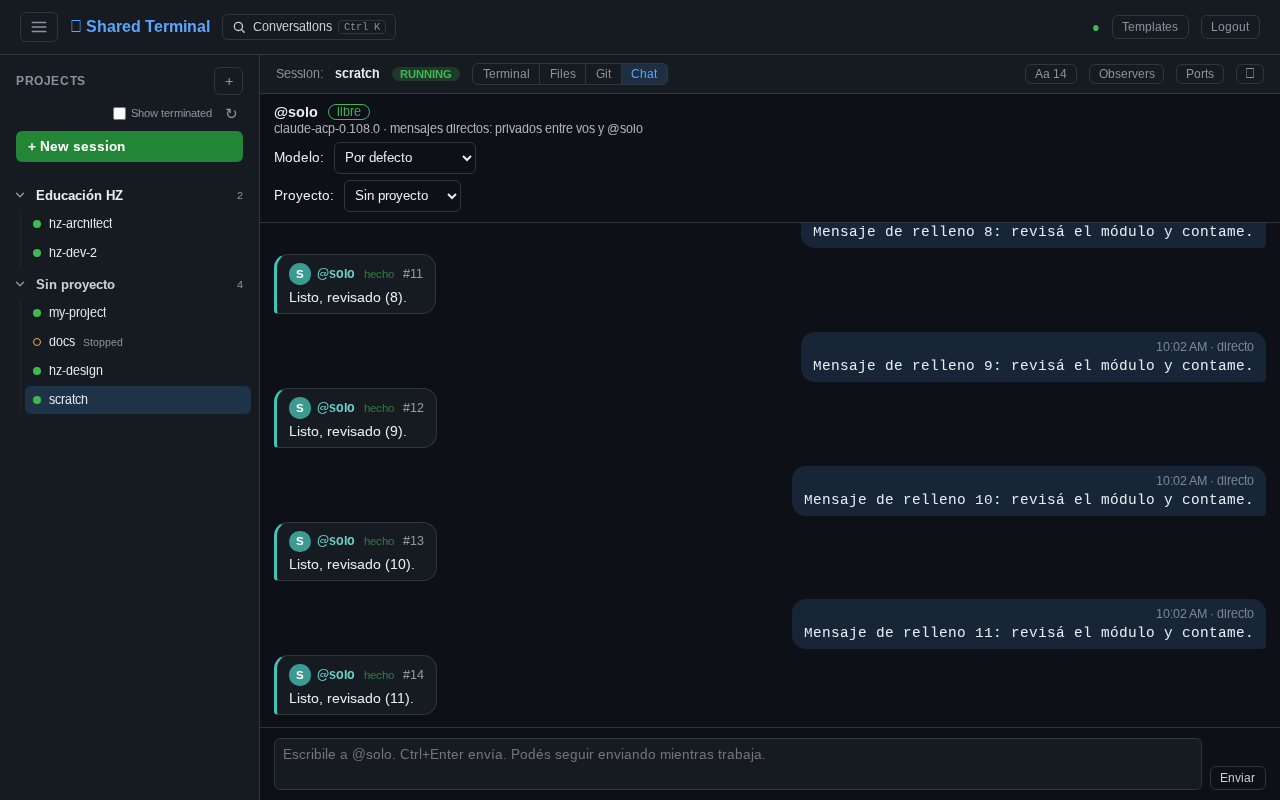 Shared Terminal
Conversations Ctrl K
Templates
Logout
PROJECTS
+
Show terminated ↻
+ New session
Educación HZ 2
hz-architect
hz-dev-2
Sin proyecto 4
my-project
docs Stopped
hz-design
scratch
Session: scratch RUNNING Terminal Files Git Chat Aa 14 Observers Ports
@solo libre
claude-acp-0.108.0 · mensajes directos: privados entre vos y @solo
Modelo: Por defecto
Proyecto: Sin proyecto
Mensaje de relleno 8: revisá el módulo y contame.
S @solo hecho #11
Listo, revisado (8).
10:02 AM · directo
Mensaje de relleno 9: revisá el módulo y contame.
S @solo hecho #12
Listo, revisado (9).
10:02 AM · directo
Mensaje de relleno 10: revisá el módulo y contame.
S @solo hecho #13
Listo, revisado (10).
10:02 AM · directo
Mensaje de relleno 11: revisá el módulo y contame.
S @solo hecho #14
Listo, revisado (11).
Escribile a @solo. Ctrl+Enter envía. Podés seguir enviando mientras trabaja.
Enviar